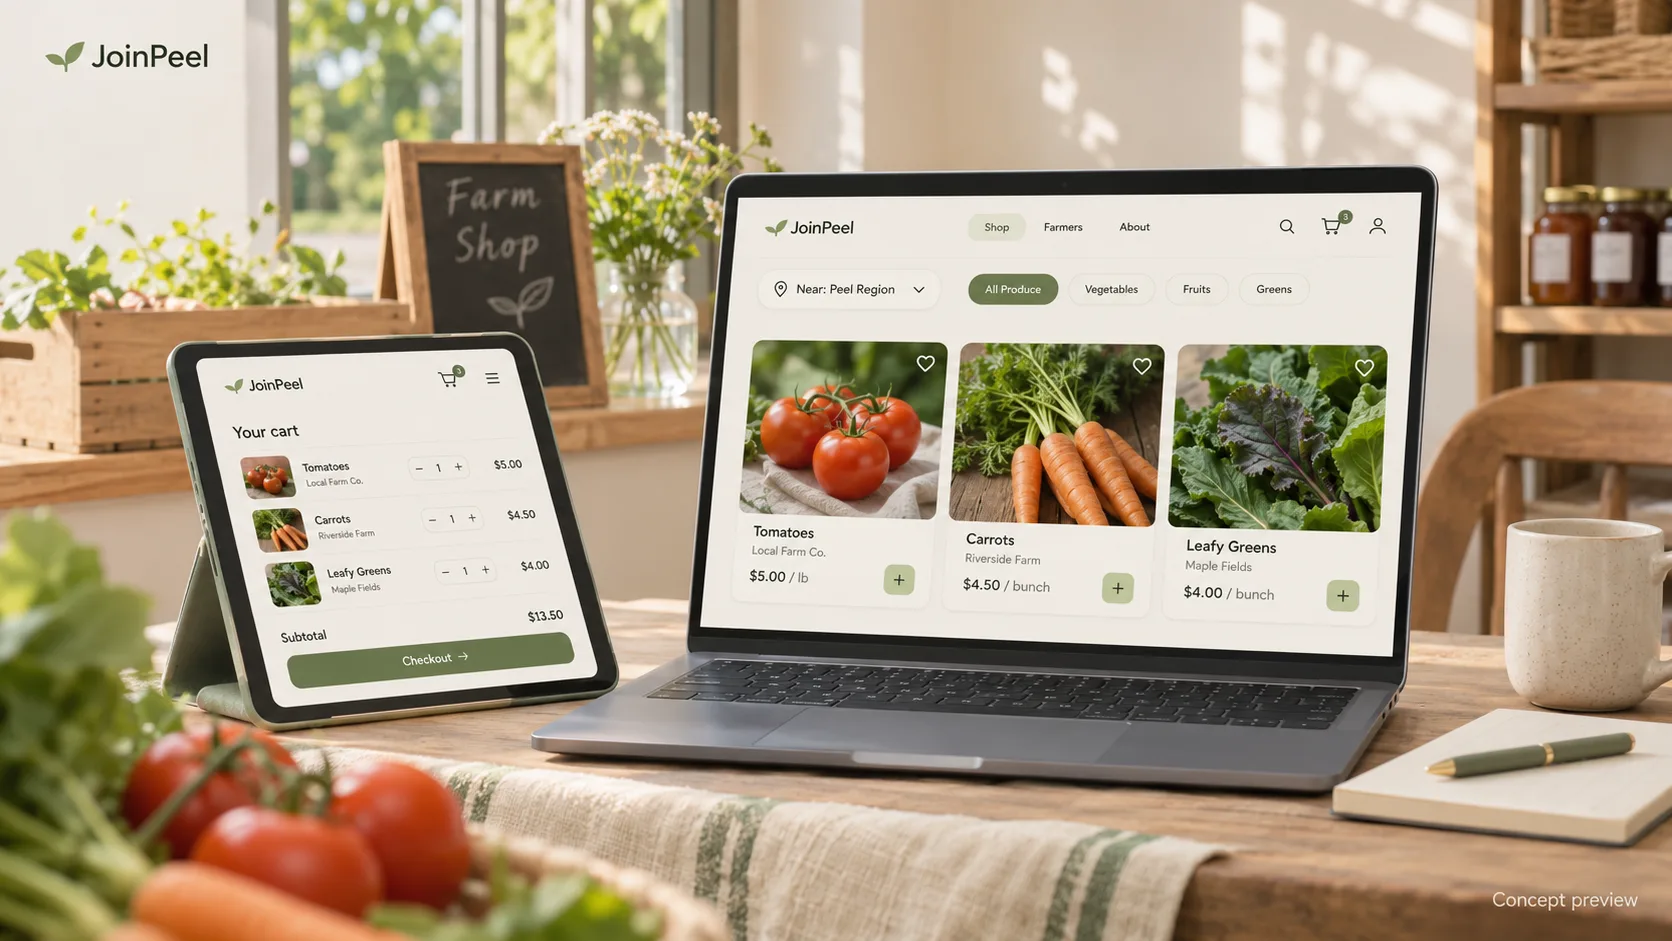 JoinPeel
Farm
Shop
JoinPeel
3
Your cart
Tomatoes
Local Farm Co.
− 1 +
$5.00
Carrots
Riverside Farm
− 1 +
$4.50
Leafy Greens
Maple Fields
− 1 +
$4.00
Subtotal
$13.50
Checkout →
JoinPeel
Shop
Farmers
About
3
Near: Peel Region
All Produce
Vegetables
Fruits
Greens
Tomatoes
Local Farm Co.
$5.00 / lb
+
Carrots
Riverside Farm
$4.50 / bunch
+
Leafy Greens
Maple Fields
$4.00 / bunch
+
Concept preview